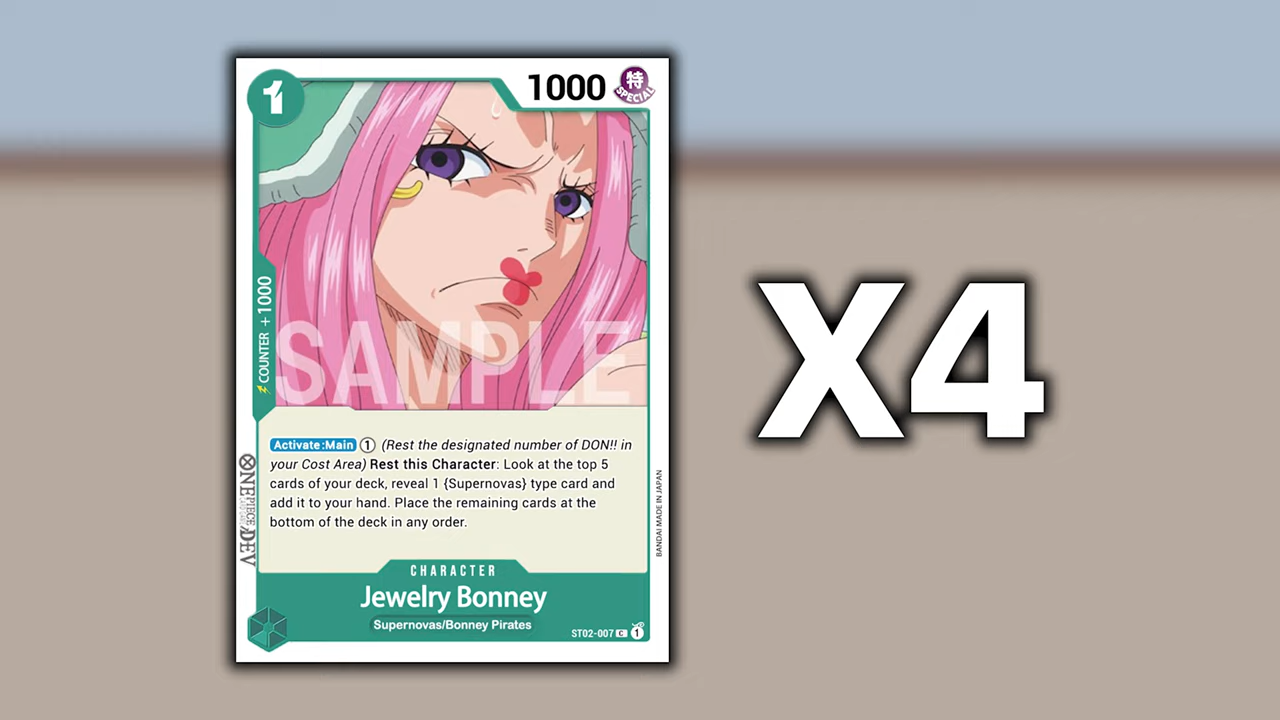 1
1000
特
SPECIAL
COUNTER +1000
SAMPLE
X4
Activate:Main ① (Rest the designated number of DON!! in
your Cost Area) Rest this Character: Look at the top 5
cards of your deck, reveal 1 {Supernovas} type card and
add it to your hand. Place the remaining cards at the
bottom of the deck in any order.
BANDAI MADE IN JAPAN
CHARACTER
Jewelry Bonney
Supernovas/Bonney Pirates
ST02-007 C 1